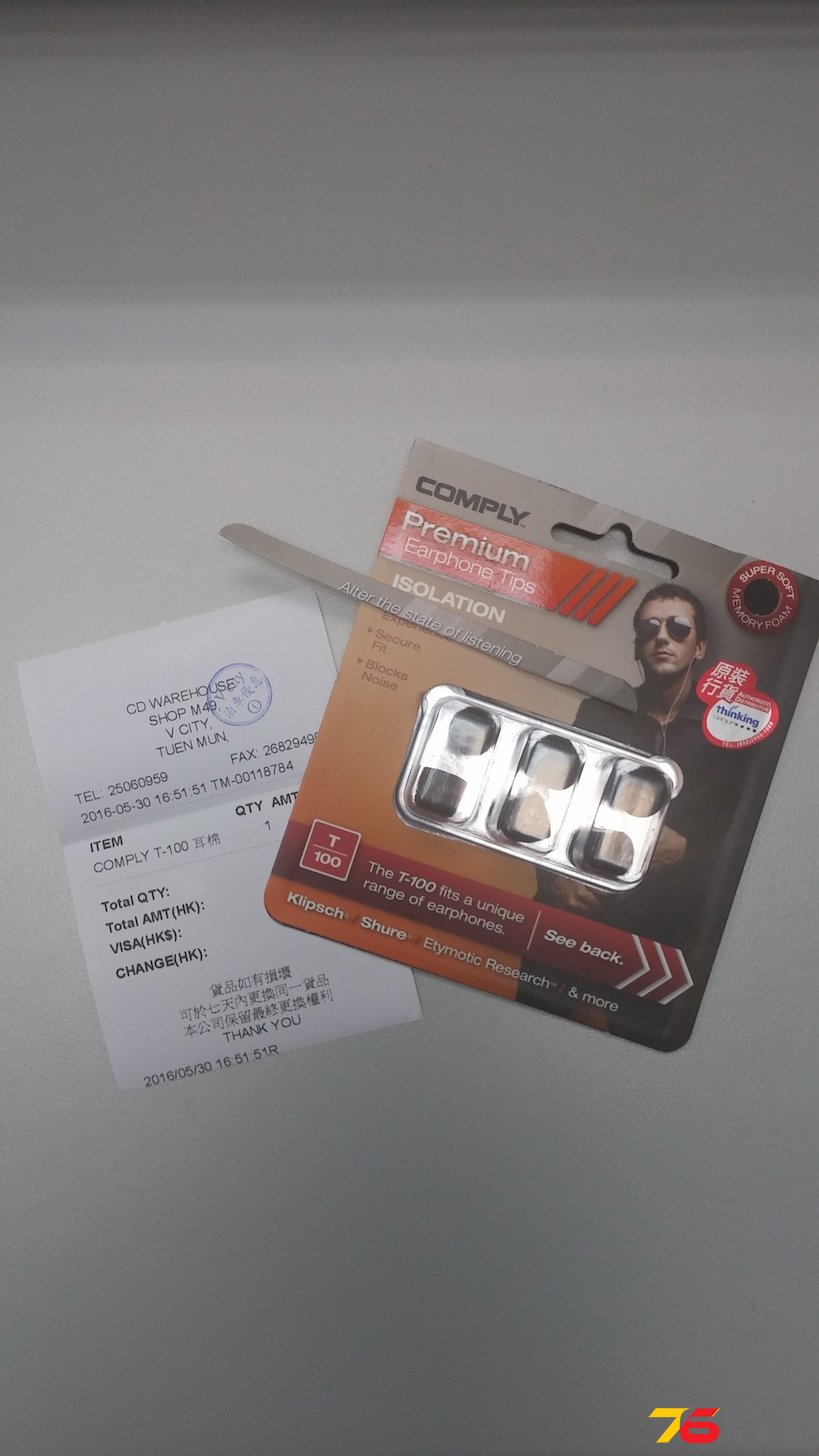 CD WAREHOUSE
SHOP M49,
V CITY,
TUEN MUN,
TEL: 25060959
FAX: 2682949
2016-05-30 16:51:51 TM-00118784
ITEM QTY AMT
COMPLY T-100 耳棉 1
Total QTY:
Total AMT(HK):
VISA(HK$):
CHANGE(HK):
貨品如有損壞
可於七天內更換同一貨品
本公司保留最終更換權利
THANK YOU
2016/05/30 16:51:51R
COMPLY™
Premium
Earphone Tips
ISOLATION
Alter the state of listening
Secure
Fit
Blocks
Noise
SUPER SOFT
MEMORY FOAM
原裝
行貨
AUTHORIZED
DISTRIBUTOR
thinking
GROUP
T
100
The T-100 fits a unique
range of earphones.
See back.
Klipsch® / Shure® / Etymotic Research™ / & more
76